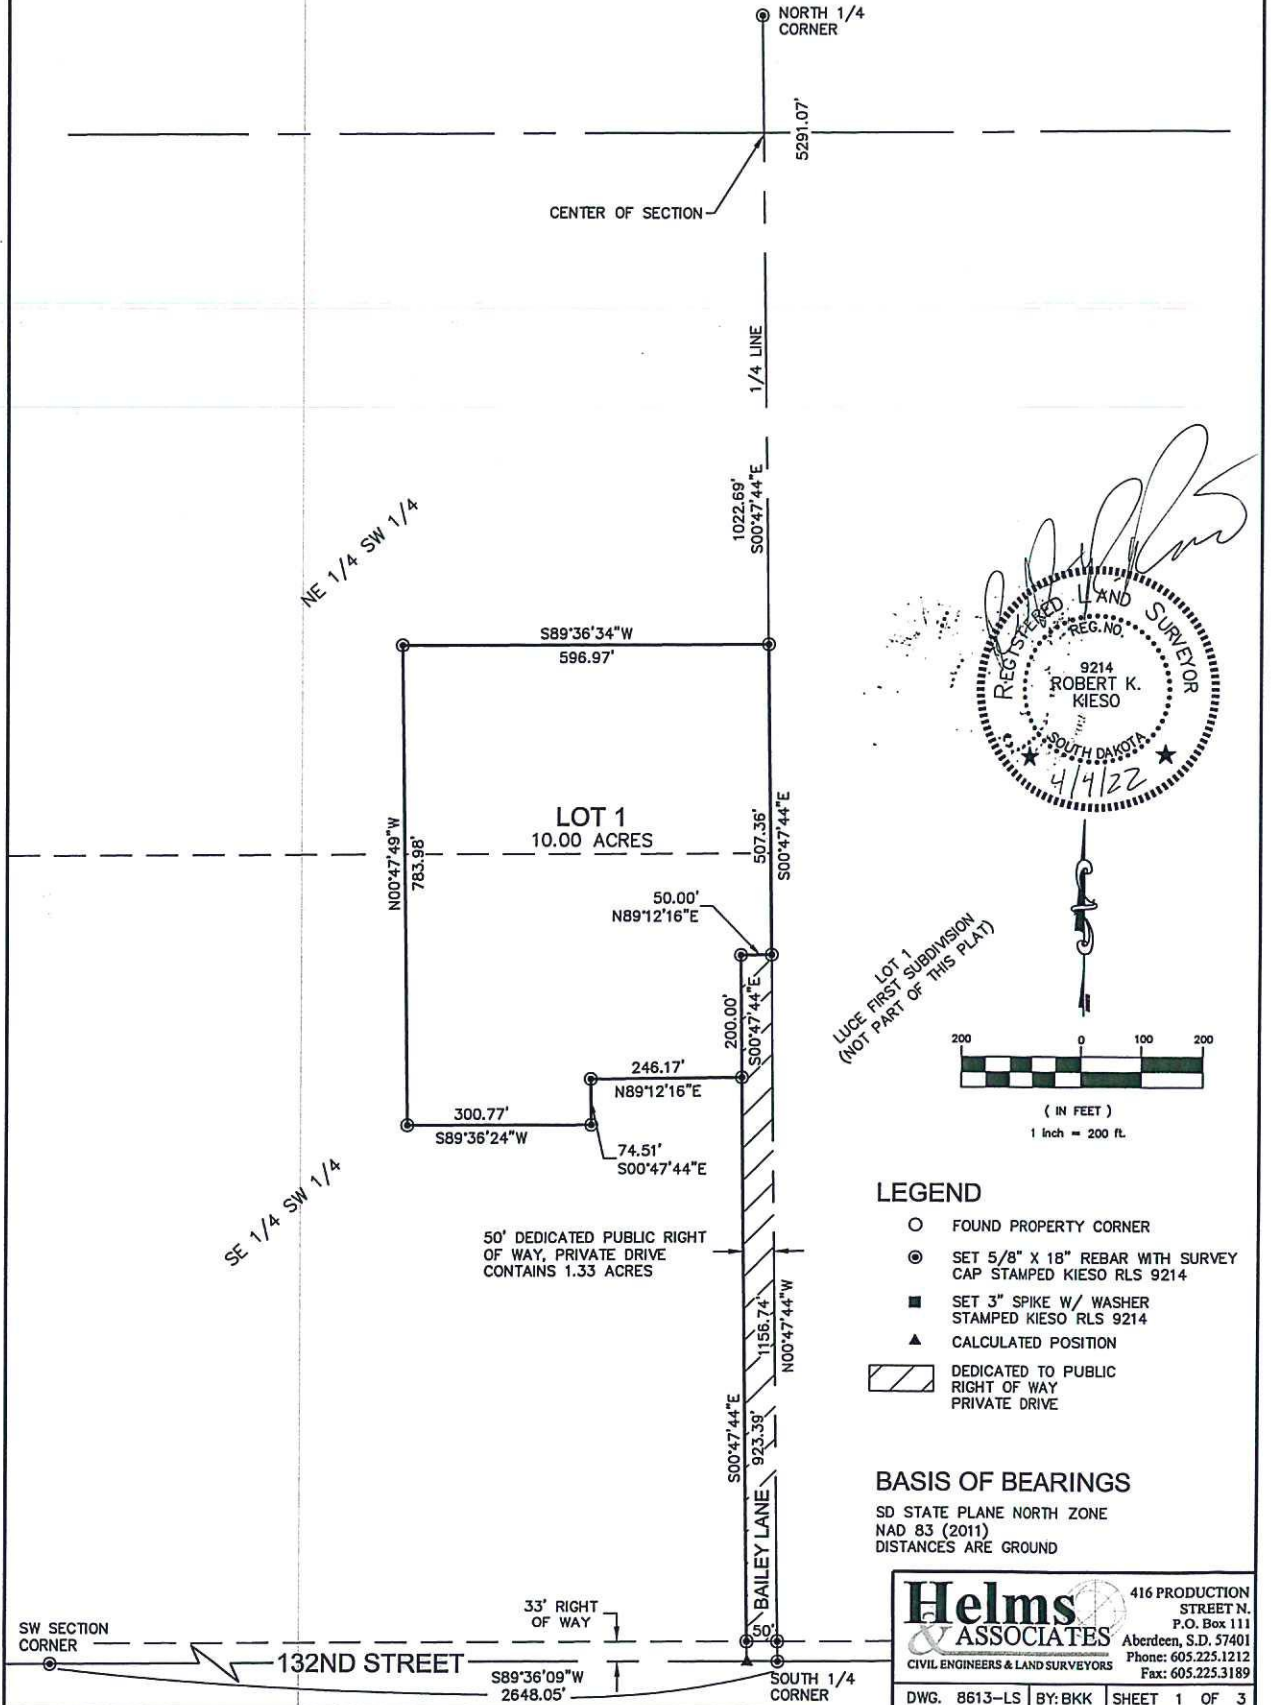 NORTH 1/4
CORNER
5291.07'
CENTER OF SECTION
1/4 LINE
1022.69'
S00°47'44"E
NE 1/4 SW 1/4
S89°36'34"W
596.97'
REGISTERED LAND SURVEYOR
REG. NO.
9214
ROBERT K.
KIESO
SOUTH DAKOTA
4/4/22
LOT 1
10.00 ACRES
N00°47'49"W
783.98'
507.36'
S00°47'44"E
50.00'
N89°12'16"E
LOT 1
LUCE FIRST SUBDIVISION
(NOT PART OF THIS PLAT)
200.00'
S00°47'44"E
246.17'
N89°12'16"E
300.77'
S89°36'24"W
74.51'
S00°47'44"E
200 0 100 200
( IN FEET )
1 inch = 200 ft.
SE 1/4 SW 1/4
50' DEDICATED PUBLIC RIGHT
OF WAY, PRIVATE DRIVE
CONTAINS 1.33 ACRES
1156.74'
N00°47'44"W
S00°47'44"E
923.39'
BAILEY LANE
LEGEND
FOUND PROPERTY CORNER
SET 5/8" X 18" REBAR WITH SURVEY
CAP STAMPED KIESO RLS 9214
SET 3" SPIKE W/ WASHER
STAMPED KIESO RLS 9214
CALCULATED POSITION
DEDICATED TO PUBLIC
RIGHT OF WAY
PRIVATE DRIVE
BASIS OF BEARINGS
SD STATE PLANE NORTH ZONE
NAD 83 (2011)
DISTANCES ARE GROUND
33' RIGHT
OF WAY
50'
SW SECTION
CORNER
132ND STREET
S89°36'09"W
2648.05'
SOUTH 1/4
CORNER
Helms
& ASSOCIATES
CIVIL ENGINEERS & LAND SURVEYORS
416 PRODUCTION
STREET N.
P.O. Box 111
Aberdeen, S.D. 57401
Phone: 605.225.1212
Fax: 605.225.3189
DWG. 8613-LS BY: BKK SHEET 1 OF 3